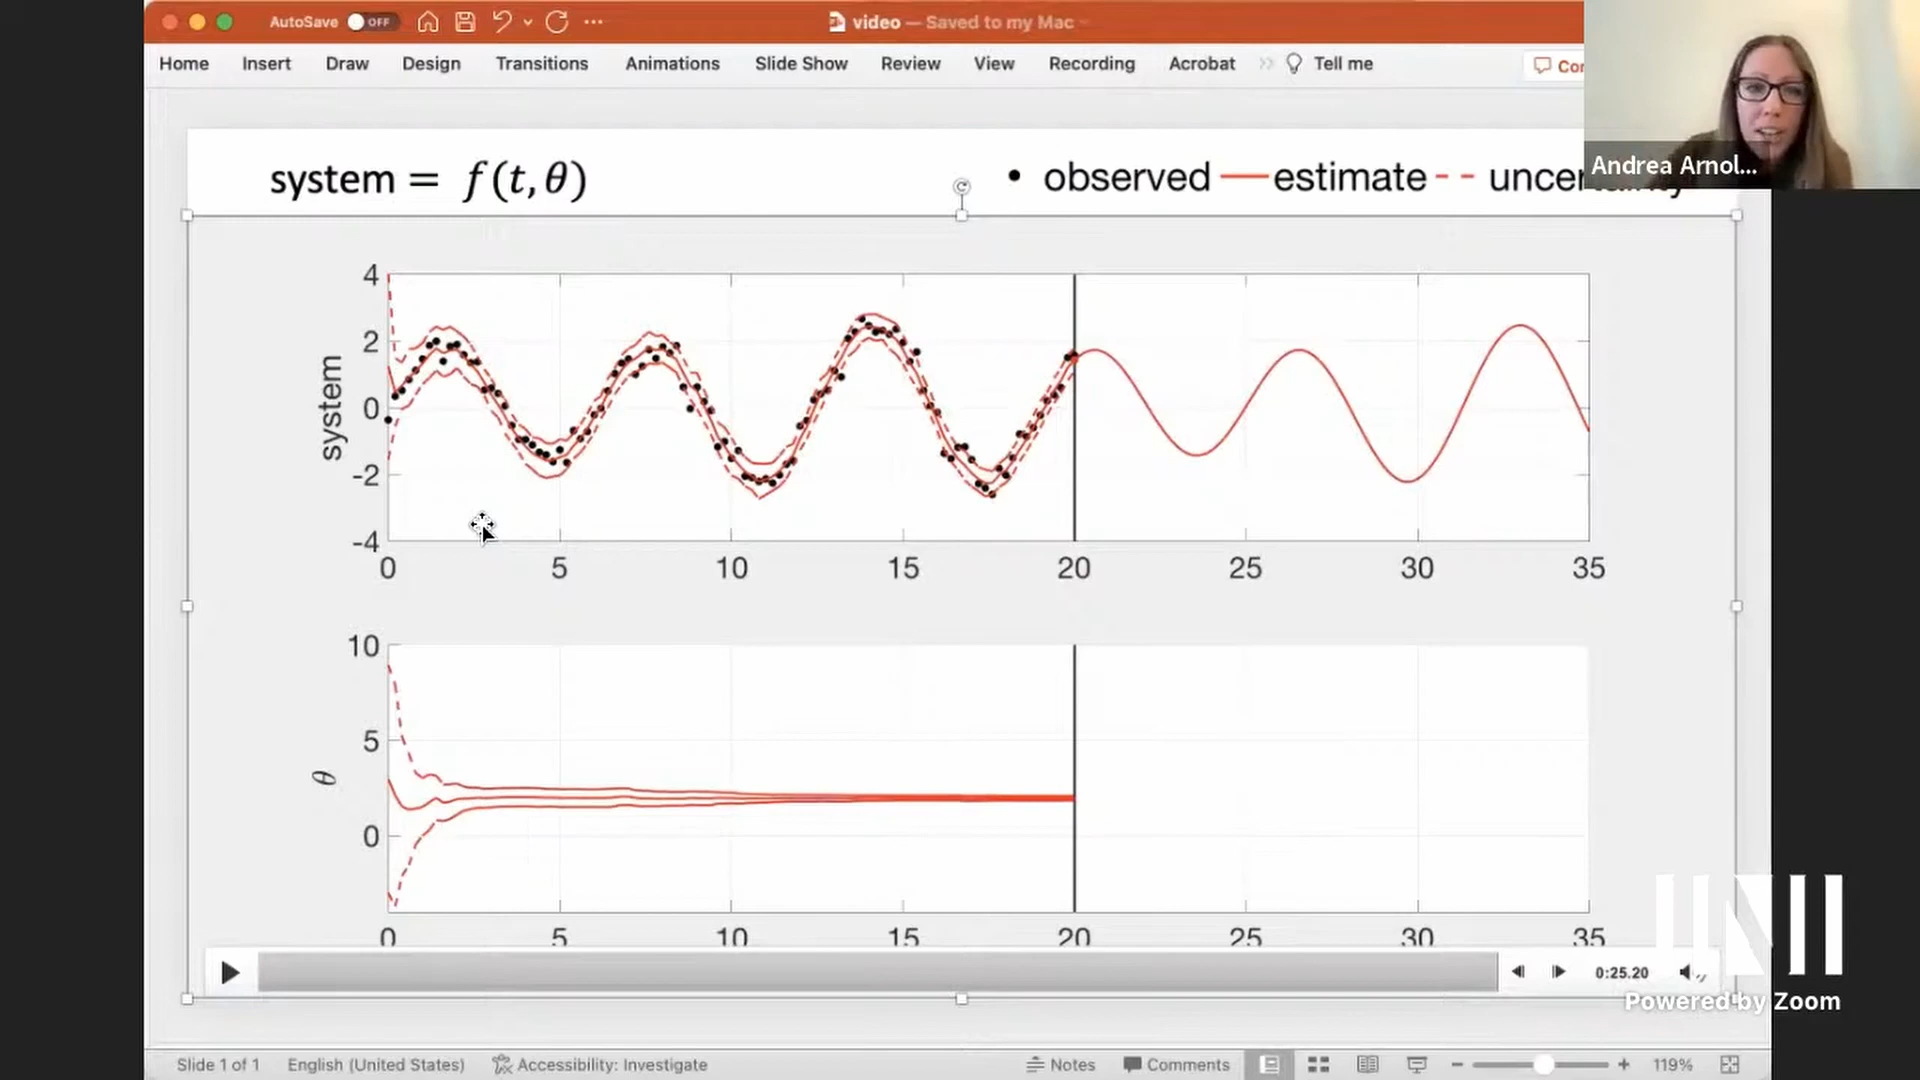 AutoSave OFF
video — Saved to my Mac
Home Insert Draw Design Transitions Animations Slide Show Review View Recording Acrobat Tell me
Andrea Arnol...
system = f(t, θ)
• observed — estimate - -
system
4
2
0
-2
-4
0 5 10 15 20 25 30 35
θ
10
5
0
0 5 10 15 20 25 30 35
0:25.20
Powered by Zoom
Slide 1 of 1 English (United States) Accessibility: Investigate Notes Comments 119%